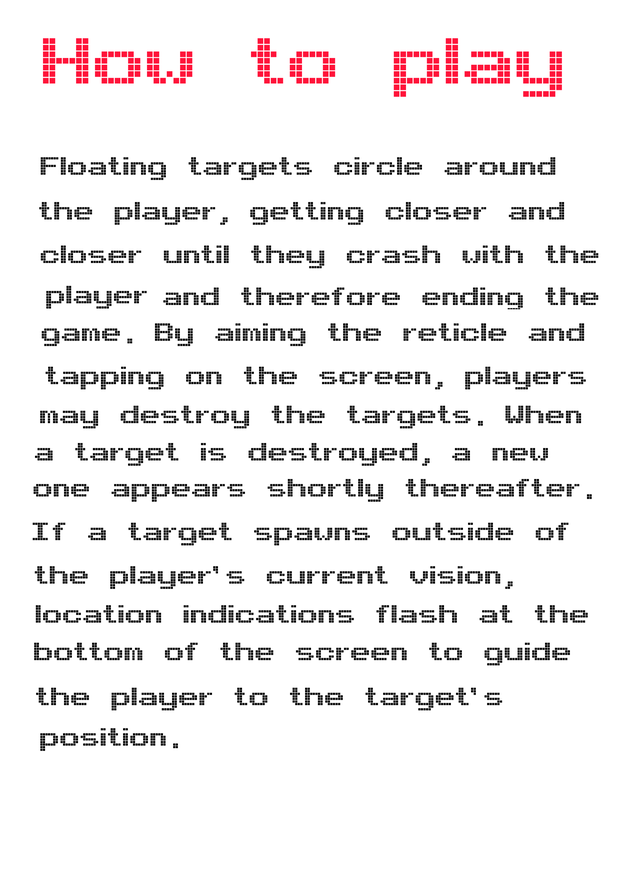 How to play
Floating targets circle around
the player, getting closer and
closer until they crash with the
player and therefore ending the
game. By aiming the reticle and
tapping on the screen, players
may destroy the targets. When
a target is destroyed, a new
one appears shortly thereafter.
If a target spawns outside of
the player's current vision,
location indications flash at the
bottom of the screen to guide
the player to the target's
position.